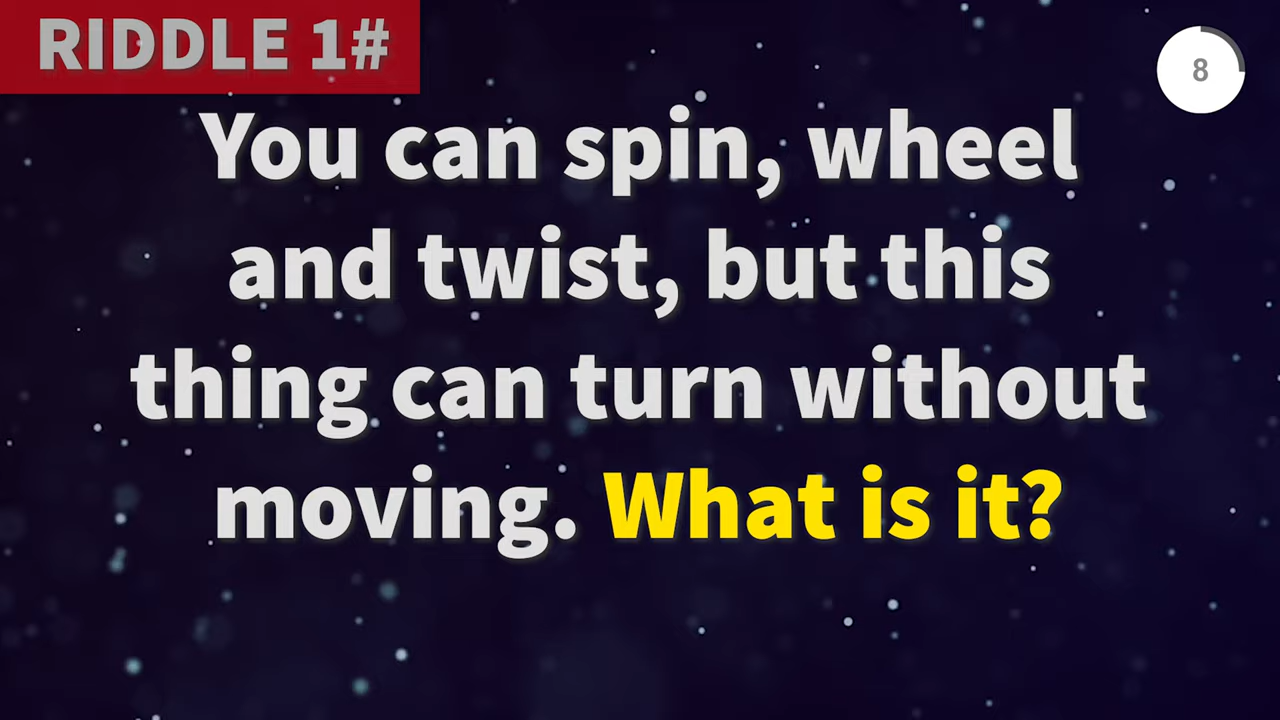 RIDDLE 1#
8
You can spin, wheel
and twist, but this
thing can turn without
moving. What is it?